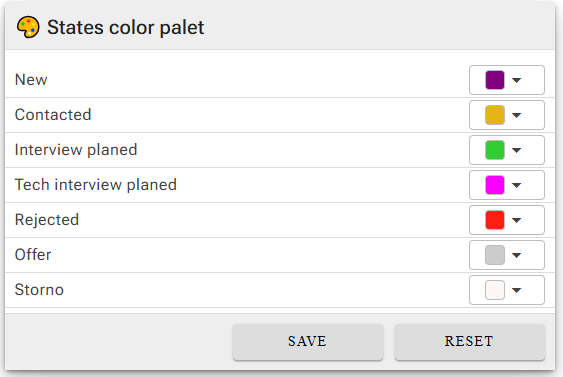 States color palet
New
Contacted
Interview planed
Tech interview planed
Rejected
Offer
Storno
SAVE RESET